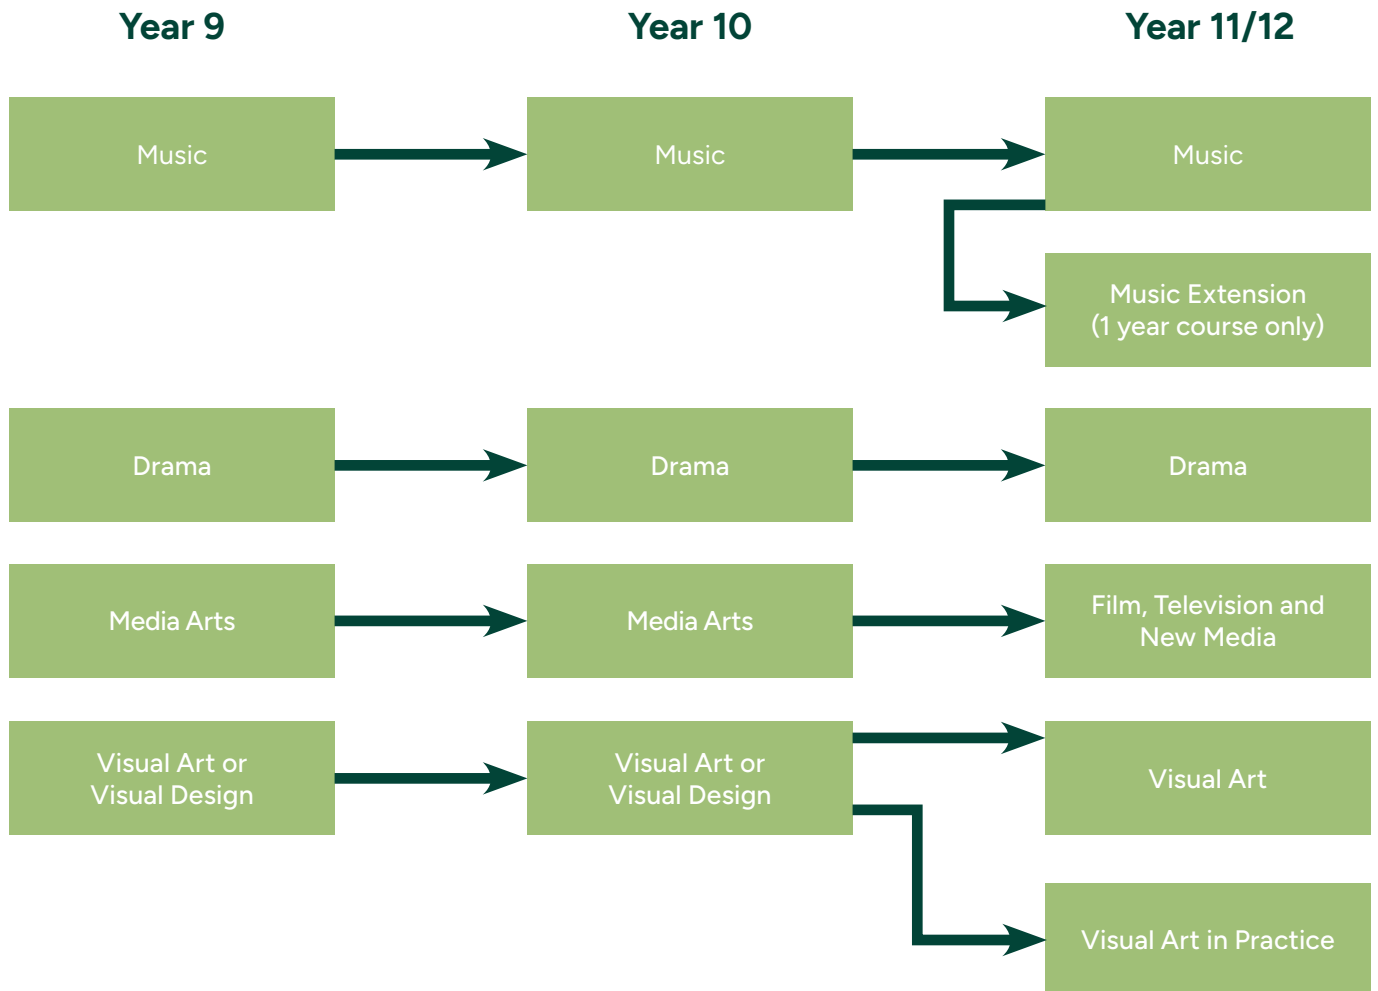 Year 9
Year 10
Year 11/12
Music
Music
Music
Music Extension
(1 year course only)
Drama
Drama
Drama
Media Arts
Media Arts
Film, Television and
New Media
Visual Art or
Visual Design
Visual Art or
Visual Design
Visual Art
Visual Art in Practice